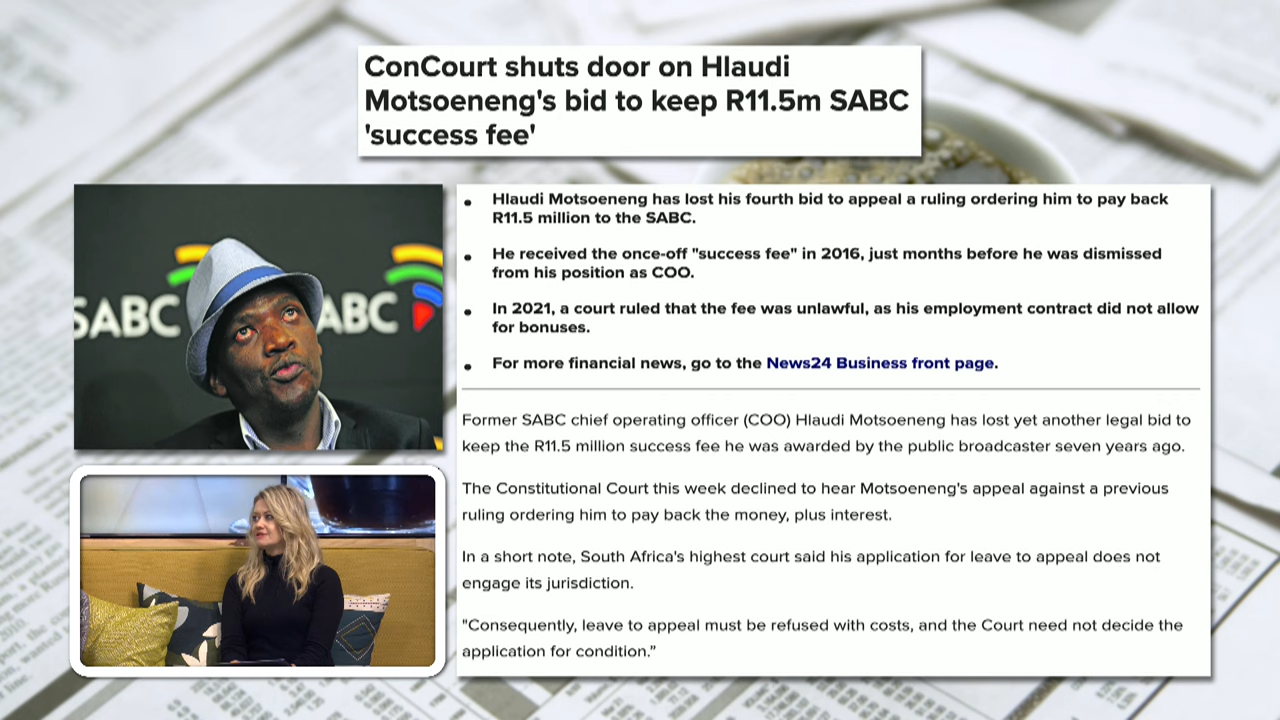 ConCourt shuts door on Hlaudi
Motsoeneng's bid to keep R11.5m SABC
'success fee'
SABC
ABC
• Hlaudi Motsoeneng has lost his fourth bid to appeal a ruling ordering him to pay back
R11.5 million to the SABC.
• He received the once-off "success fee" in 2016, just months before he was dismissed
from his position as COO.
• In 2021, a court ruled that the fee was unlawful, as his employment contract did not allow
for bonuses.
• For more financial news, go to the News24 Business front page.
Former SABC chief operating officer (COO) Hlaudi Motsoeneng has lost yet another legal bid to
keep the R11.5 million success fee he was awarded by the public broadcaster seven years ago.
The Constitutional Court this week declined to hear Motsoeneng's appeal against a previous
ruling ordering him to pay back the money, plus interest.
In a short note, South Africa's highest court said his application for leave to appeal does not
engage its jurisdiction.
"Consequently, leave to appeal must be refused with costs, and the Court need not decide the
application for condition.”